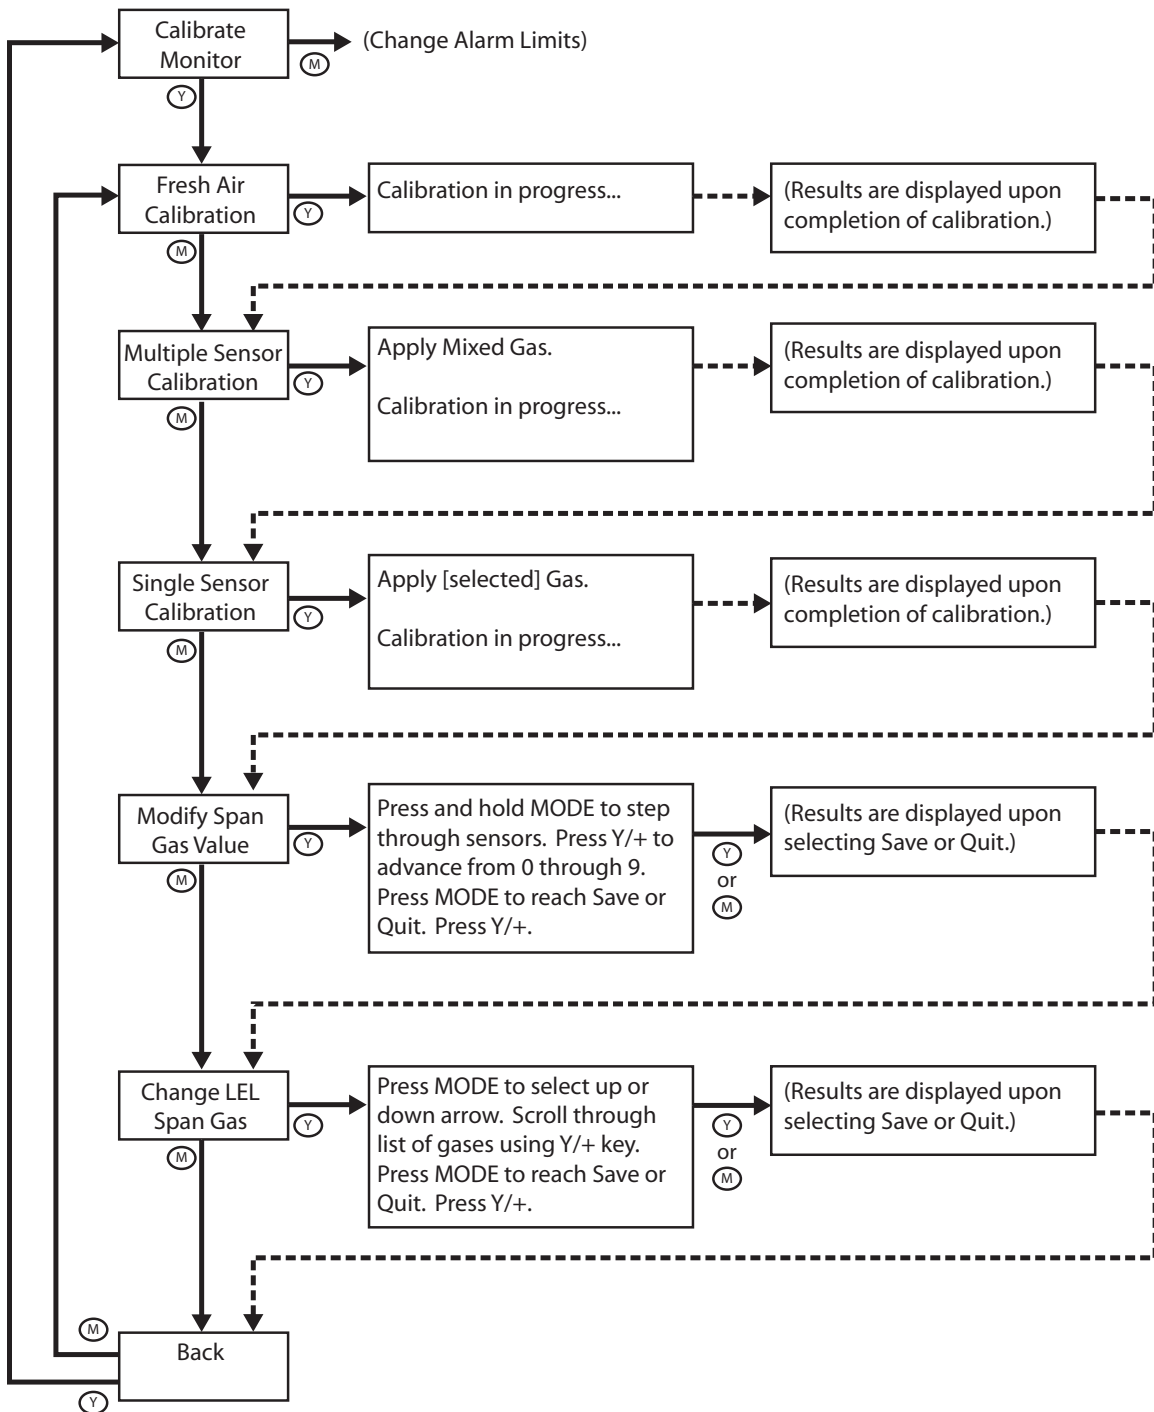 Calibrate
Monitor
M
(Change Alarm Limits)
Y
Fresh Air
Calibration
Y
Calibration in progress...
(Results are displayed upon
completion of calibration.)
M
Multiple Sensor
Calibration
Y
Apply Mixed Gas.
Calibration in progress...
(Results are displayed upon
completion of calibration.)
M
Single Sensor
Calibration
Y
Apply [selected] Gas.
Calibration in progress...
(Results are displayed upon
completion of calibration.)
M
Modify Span
Gas Value
Y
Press and hold MODE to step
through sensors. Press Y/+ to
advance from 0 through 9.
Press MODE to reach Save or
Quit. Press Y/+.
Y
or
M
(Results are displayed upon
selecting Save or Quit.)
M
Change LEL
Span Gas
Y
Press MODE to select up or
down arrow. Scroll through
list of gases using Y/+ key.
Press MODE to reach Save or
Quit. Press Y/+.
Y
or
M
(Results are displayed upon
selecting Save or Quit.)
M
M
Back
Y